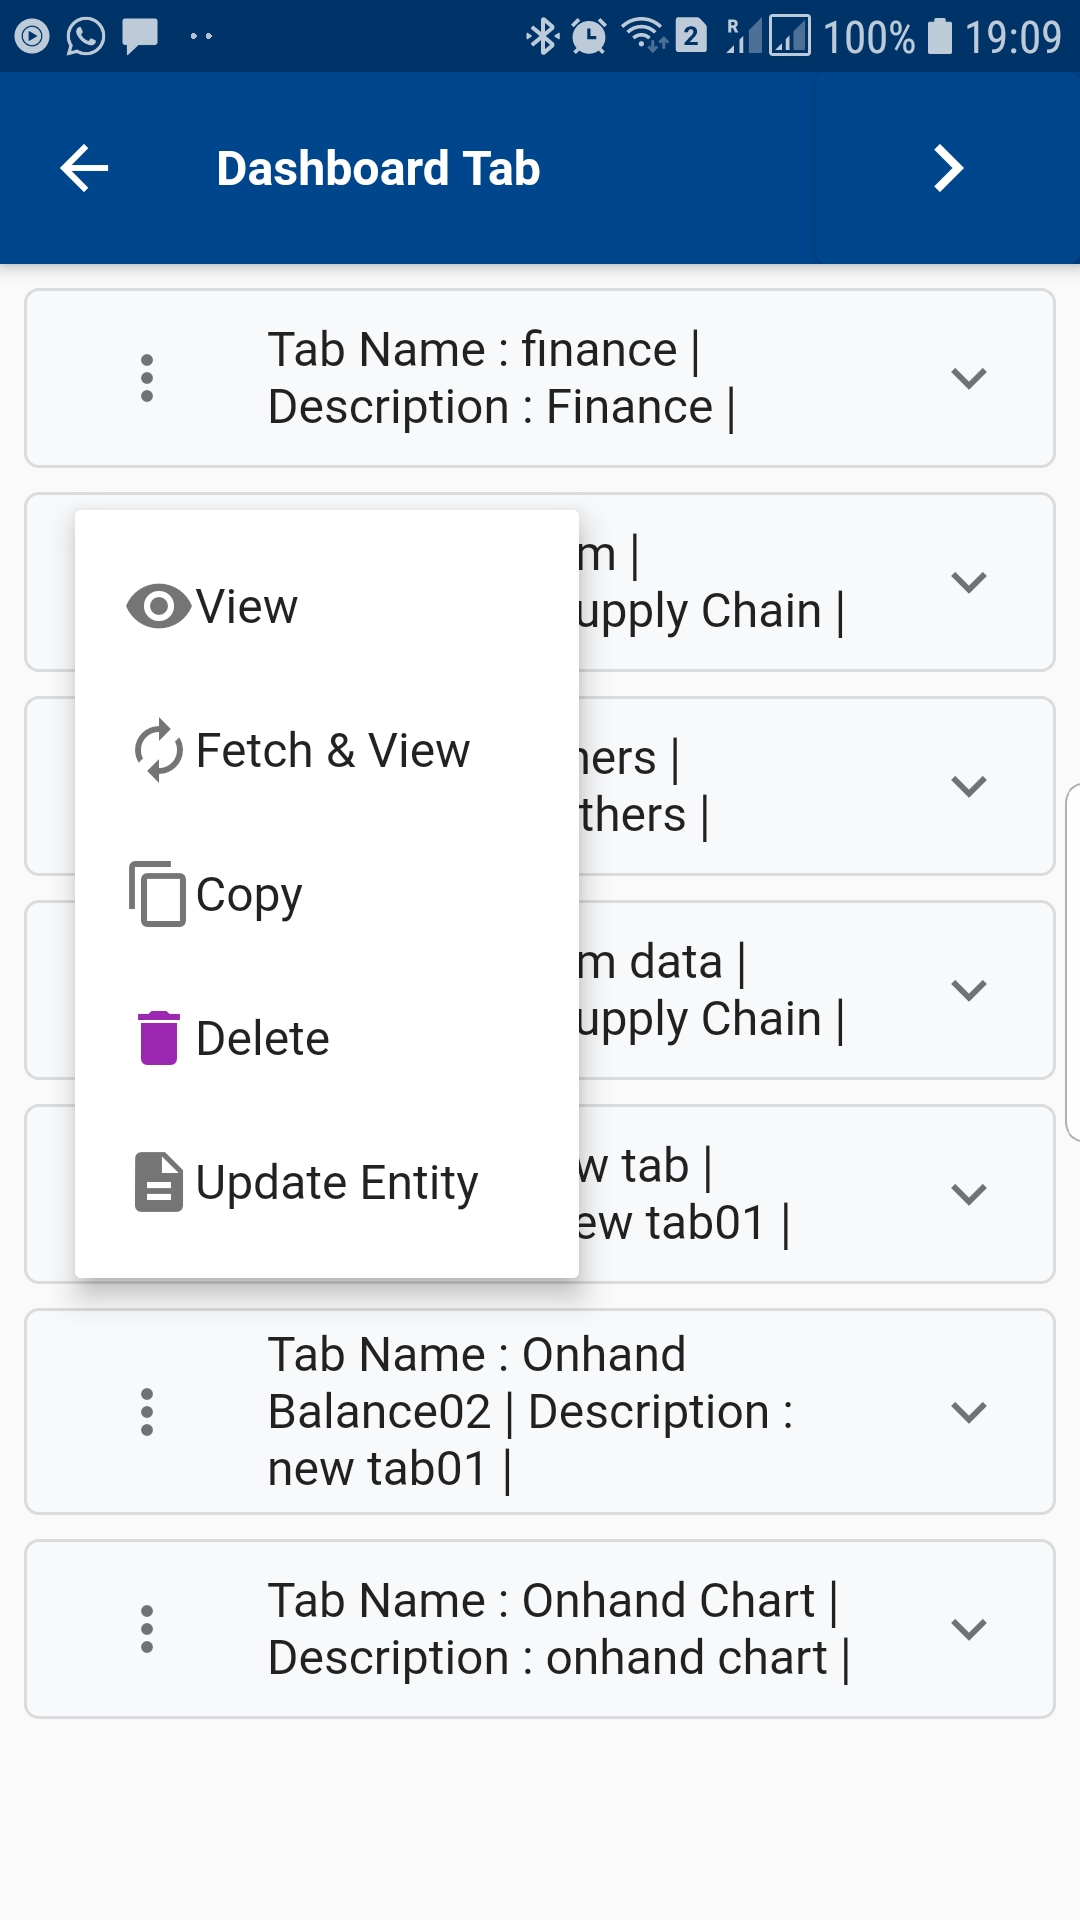 2 R 100% 19:09
Dashboard Tab
Tab Name : finance |
Description : Finance |
m |
upply Chain |
hers |
thers |
m data |
upply Chain |
w tab |
ew tab01 |
View
Fetch & View
Copy
Delete
Update Entity
Tab Name : Onhand
Balance02 | Description :
new tab01 |
Tab Name : Onhand Chart |
Description : onhand chart |